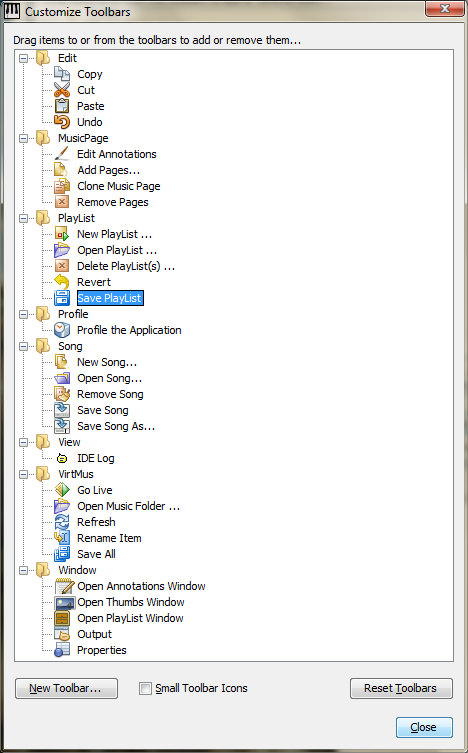 Customize Toolbars
Drag items to or from the toolbars to add or remove them...
Edit
Copy
Cut
Paste
Undo
MusicPage
Edit Annotations
Add Pages...
Clone Music Page
Remove Pages
PlayList
New PlayList ...
Open PlayList ...
Delete PlayList(s) ...
Revert
Save PlayList
Profile
Profile the Application
Song
New Song...
Open Song...
Remove Song
Save Song
Save Song As...
View
IDE Log
VirtMus
Go Live
Open Music Folder ...
Refresh
Rename Item
Save All
Window
Open Annotations Window
Open Thumbs Window
Open PlayList Window
Output
Properties
New Toolbar... Small Toolbar Icons Reset Toolbars
Close